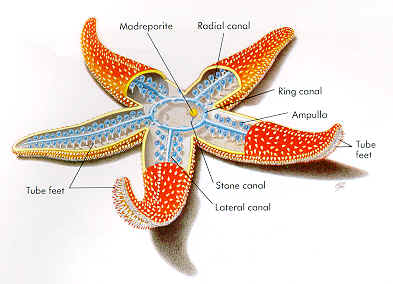 Madreporite
Radial canal
Ring canal
Ampulla
Tube
feet
Tube feet
Stone canal
Lateral canal